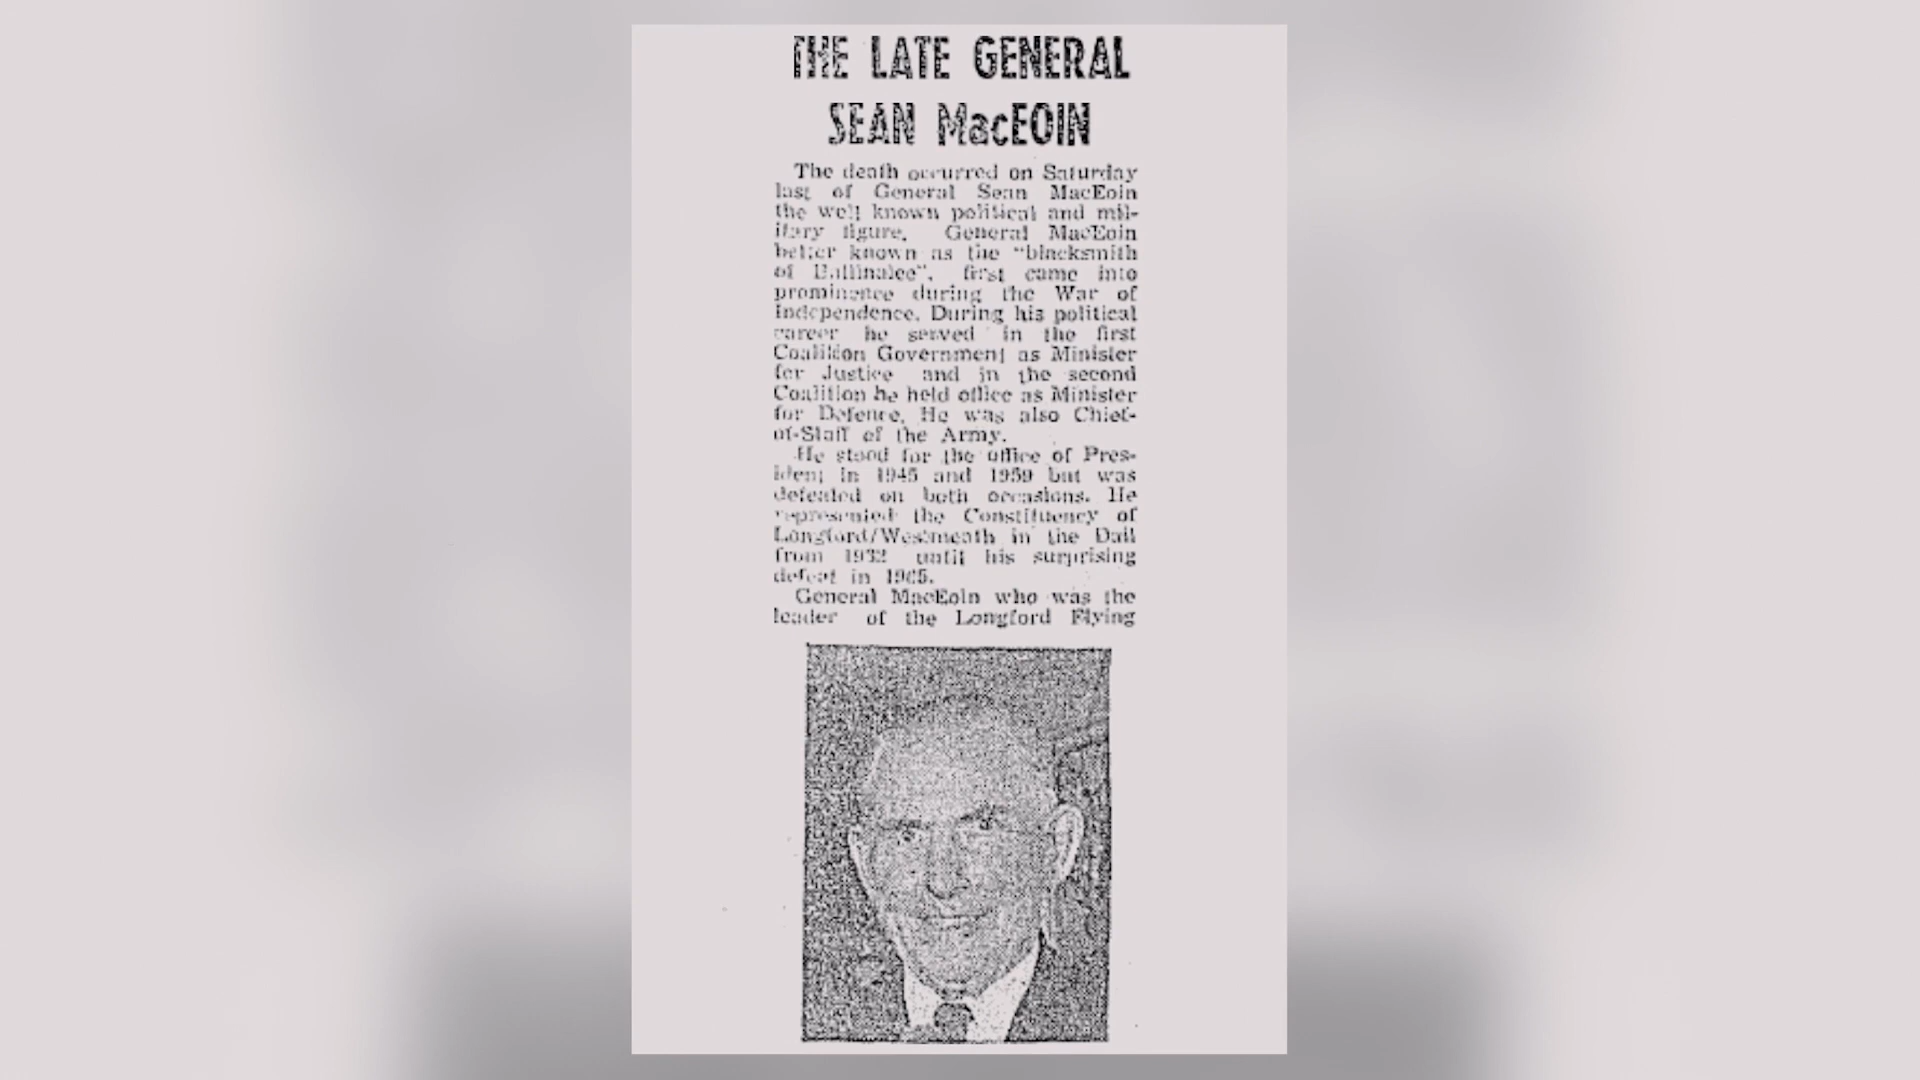 THE LATE GENERAL
SEAN MacEOIN
The death occurred on Saturday
last of General Sean MacEoin
the well known political and mil-
itary figure. General MacEoin
better known as the "blacksmith
of Ballinalee", first came into
prominence during the War of
Independence. During his political
career he served in the first
Coalition Government as Minister
for Justice and in the second
Coalition he held office as Minister
for Defence. He was also Chief-
of-Staff of the Army.
He stood for the office of Pres-
ident in 1945 and 1959 but was
defeated on both occasions. He
represented the Constituency of
Longford/Westmeath in the Dail
from 1932 until his surprising
defeat in 1965.
General MacEoin who was the
leader of the Longford Flying